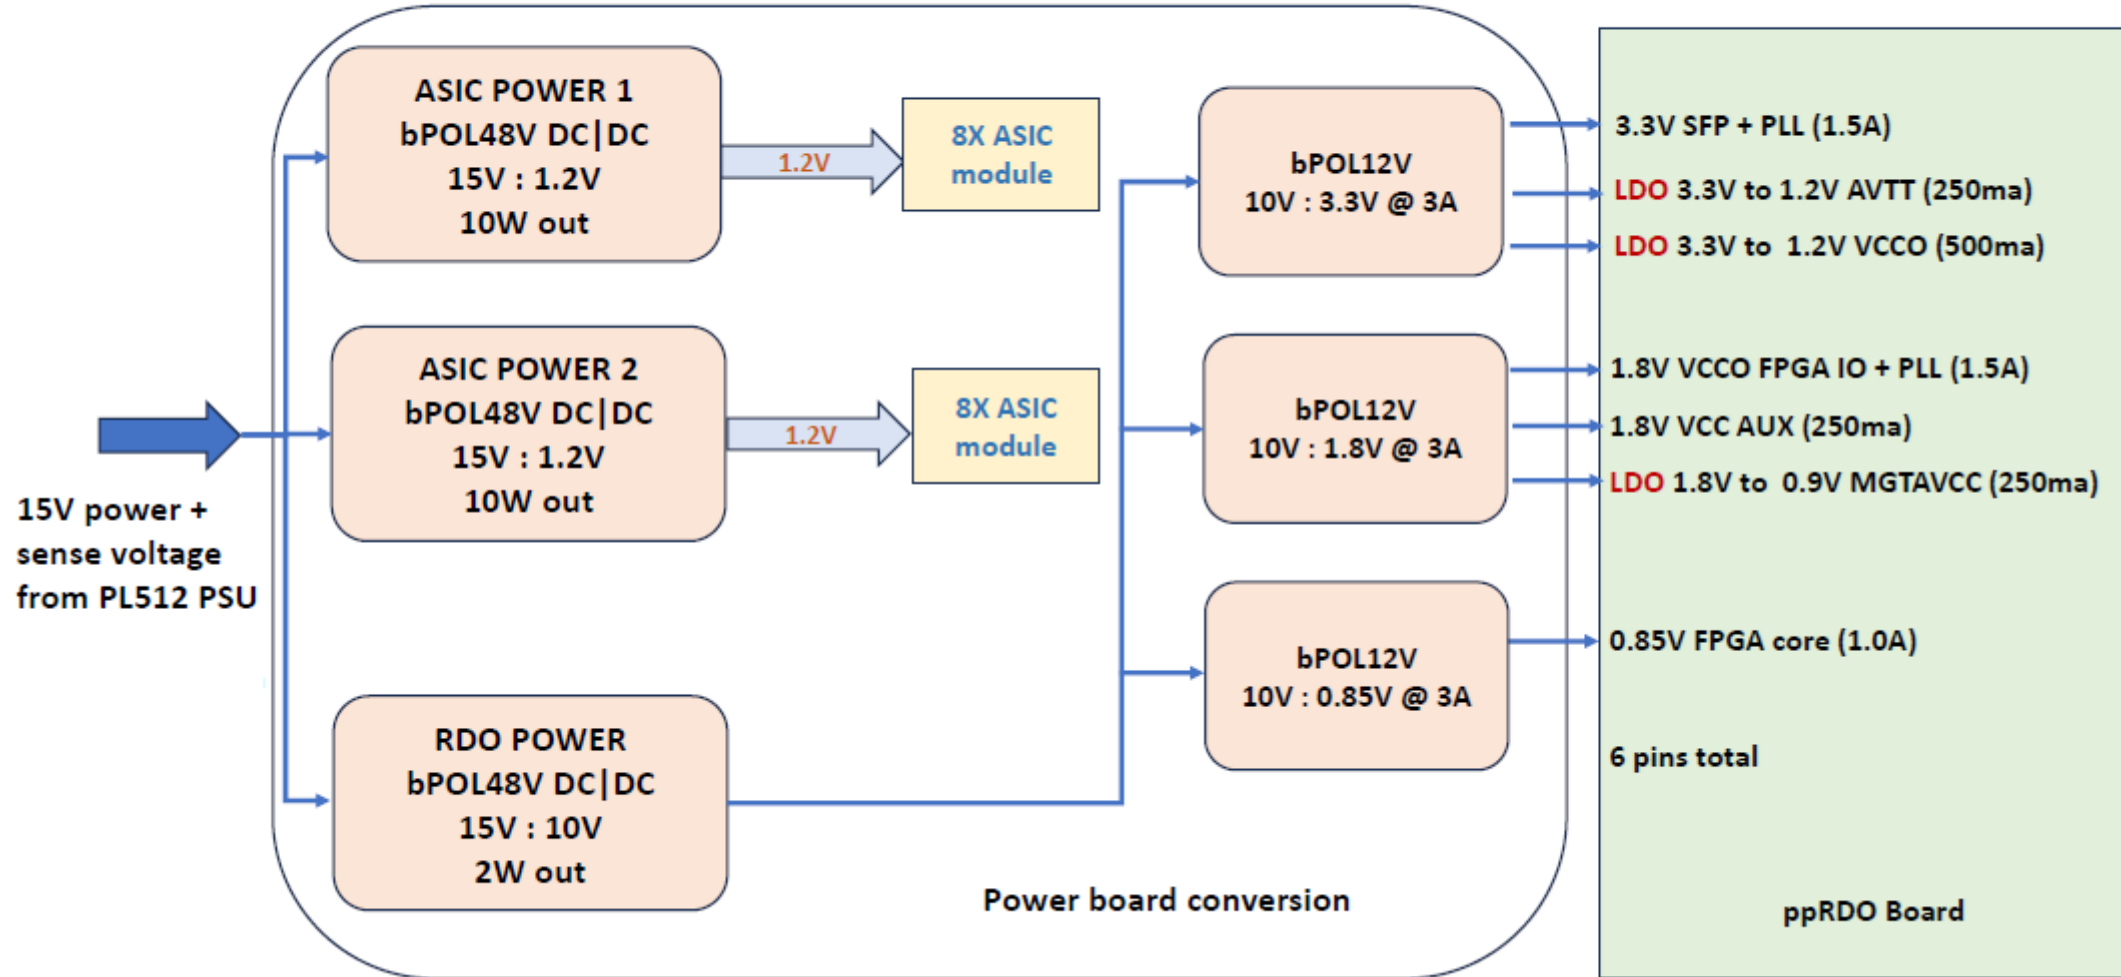 ASIC POWER 1
bPOL48V DC|DC
15V : 1.2V
10W out
1.2V
8X ASIC
module
ASIC POWER 2
bPOL48V DC|DC
15V : 1.2V
10W out
1.2V
8X ASIC
module
15V power +
sense voltage
from PL512 PSU
RDO POWER
bPOL48V DC|DC
15V : 10V
2W out
bPOL12V
10V : 3.3V @ 3A
bPOL12V
10V : 1.8V @ 3A
bPOL12V
10V : 0.85V @ 3A
Power board conversion
3.3V SFP + PLL (1.5A)
LDO 3.3V to 1.2V AVTT (250ma)
LDO 3.3V to 1.2V VCCO (500ma)
1.8V VCCO FPGA IO + PLL (1.5A)
1.8V VCC AUX (250ma)
LDO 1.8V to 0.9V MGTAVCC (250ma)
0.85V FPGA core (1.0A)
6 pins total
ppRDO Board